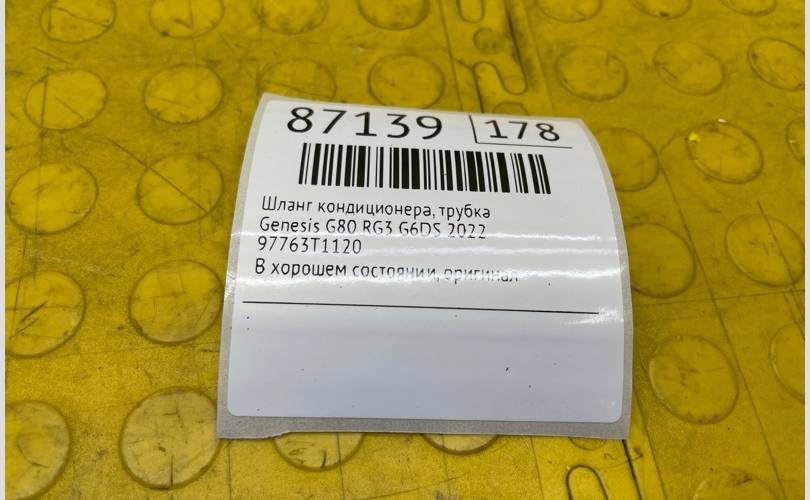 87139 178
Шланг кондиционера, трубка
Genesis G80 RG3 G6DS 2022
97763T1120
В хорошем состоянии, оригинал